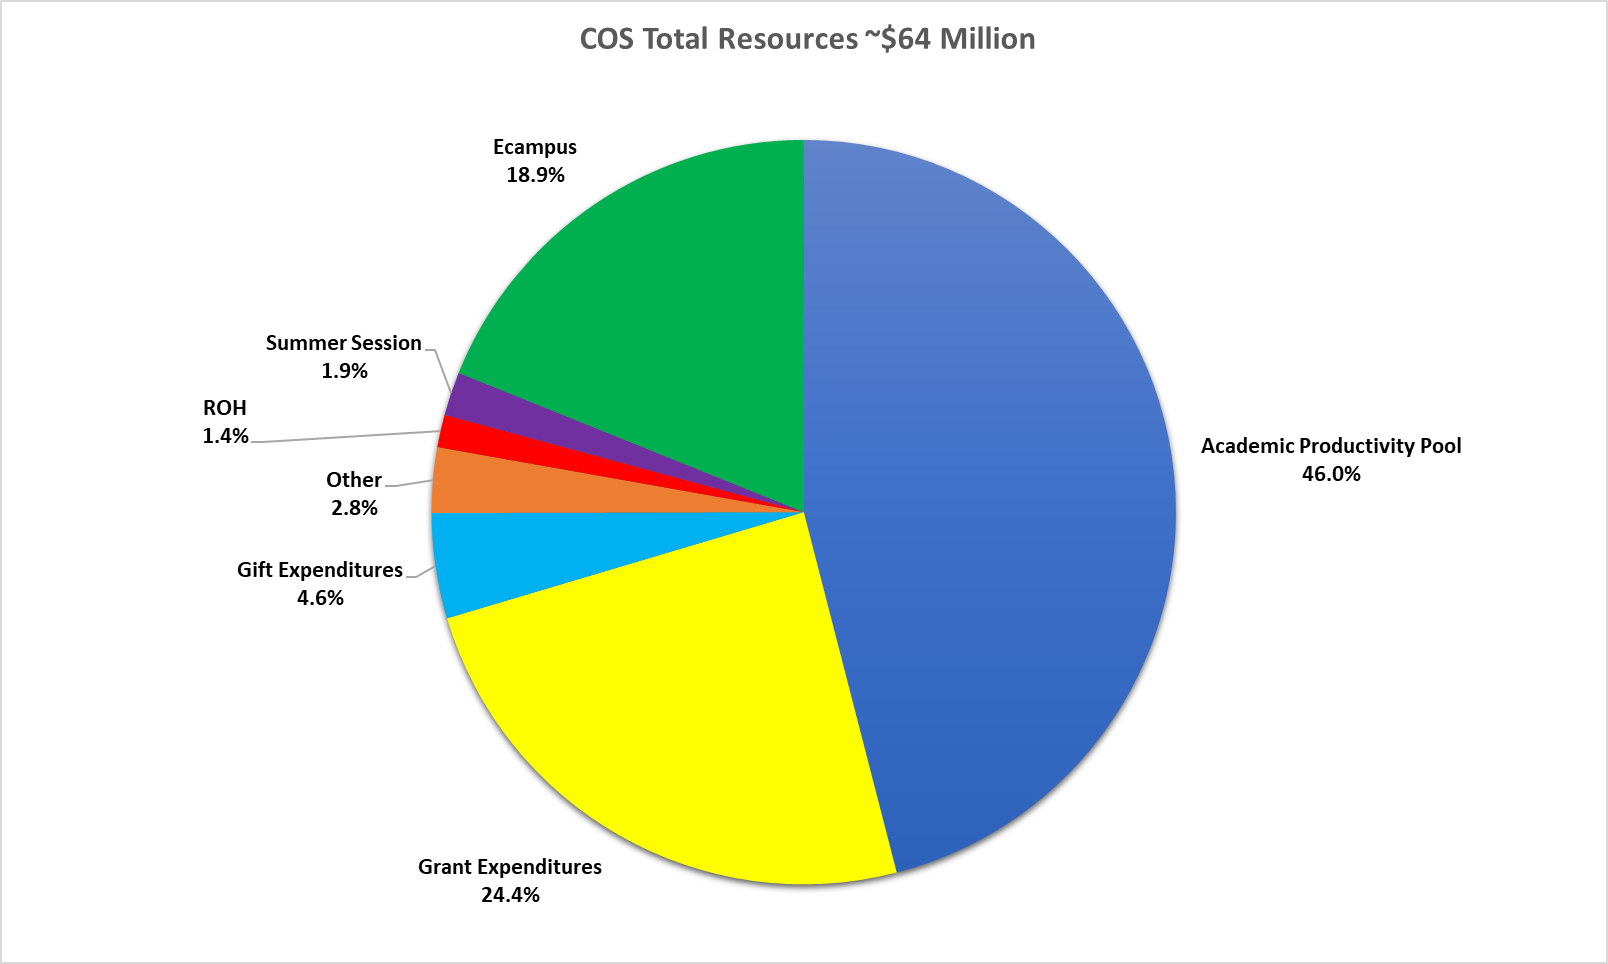 COS Total Resources ~$64 Million
Ecampus
18.9%
Summer Session
1.9%
ROH
1.4%
Other
2.8%
Gift Expenditures
4.6%
Grant Expenditures
24.4%
Academic Productivity Pool
46.0%